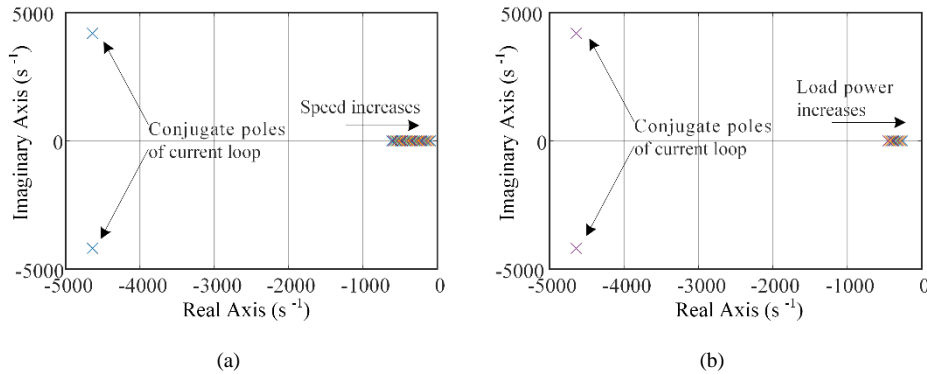 5000
Imaginary Axis (s⁻¹)
Speed increases
0
Conjugate poles
of current loop
-5000
-5000 -4000 -3000 -2000 -1000 0
Real Axis (s⁻¹)
(a)
5000
Imaginary Axis (s⁻¹)
Load power
increases
0
Conjugate poles
of current loop
-5000
-5000 -4000 -3000 -2000 -1000 0
Real Axis (s⁻¹)
(b)